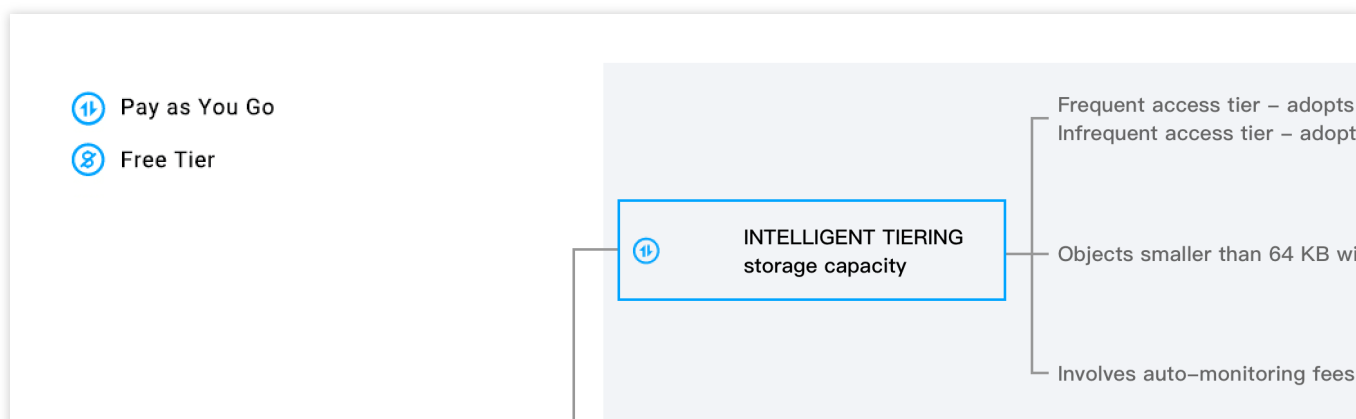 Pay as You Go
Free Tier
Frequent access tier – adopts
Infrequent access tier – adopt
INTELLIGENT TIERING
storage capacity
Objects smaller than 64 KB wi
Involves auto–monitoring fees